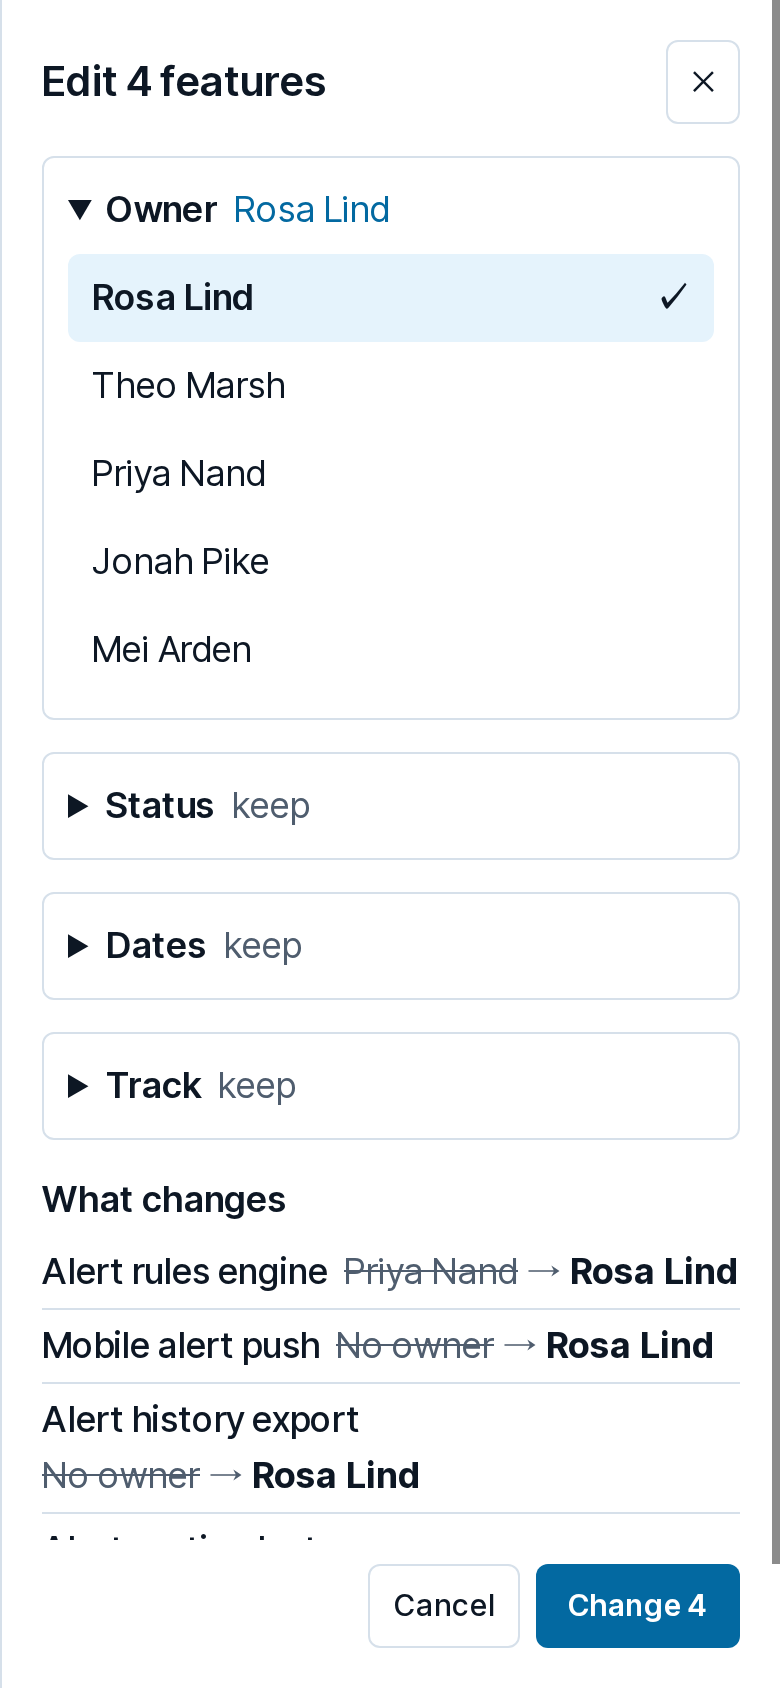 Edit 4 features
Owner Rosa Lind
Rosa Lind ✓
Theo Marsh
Priya Nand
Jonah Pike
Mei Arden
Status keep
Dates keep
Track keep
What changes
Alert rules engine Priya Nand → Rosa Lind
Mobile alert push No owner → Rosa Lind
Alert history export
No owner → Rosa Lind
Cancel Change 4